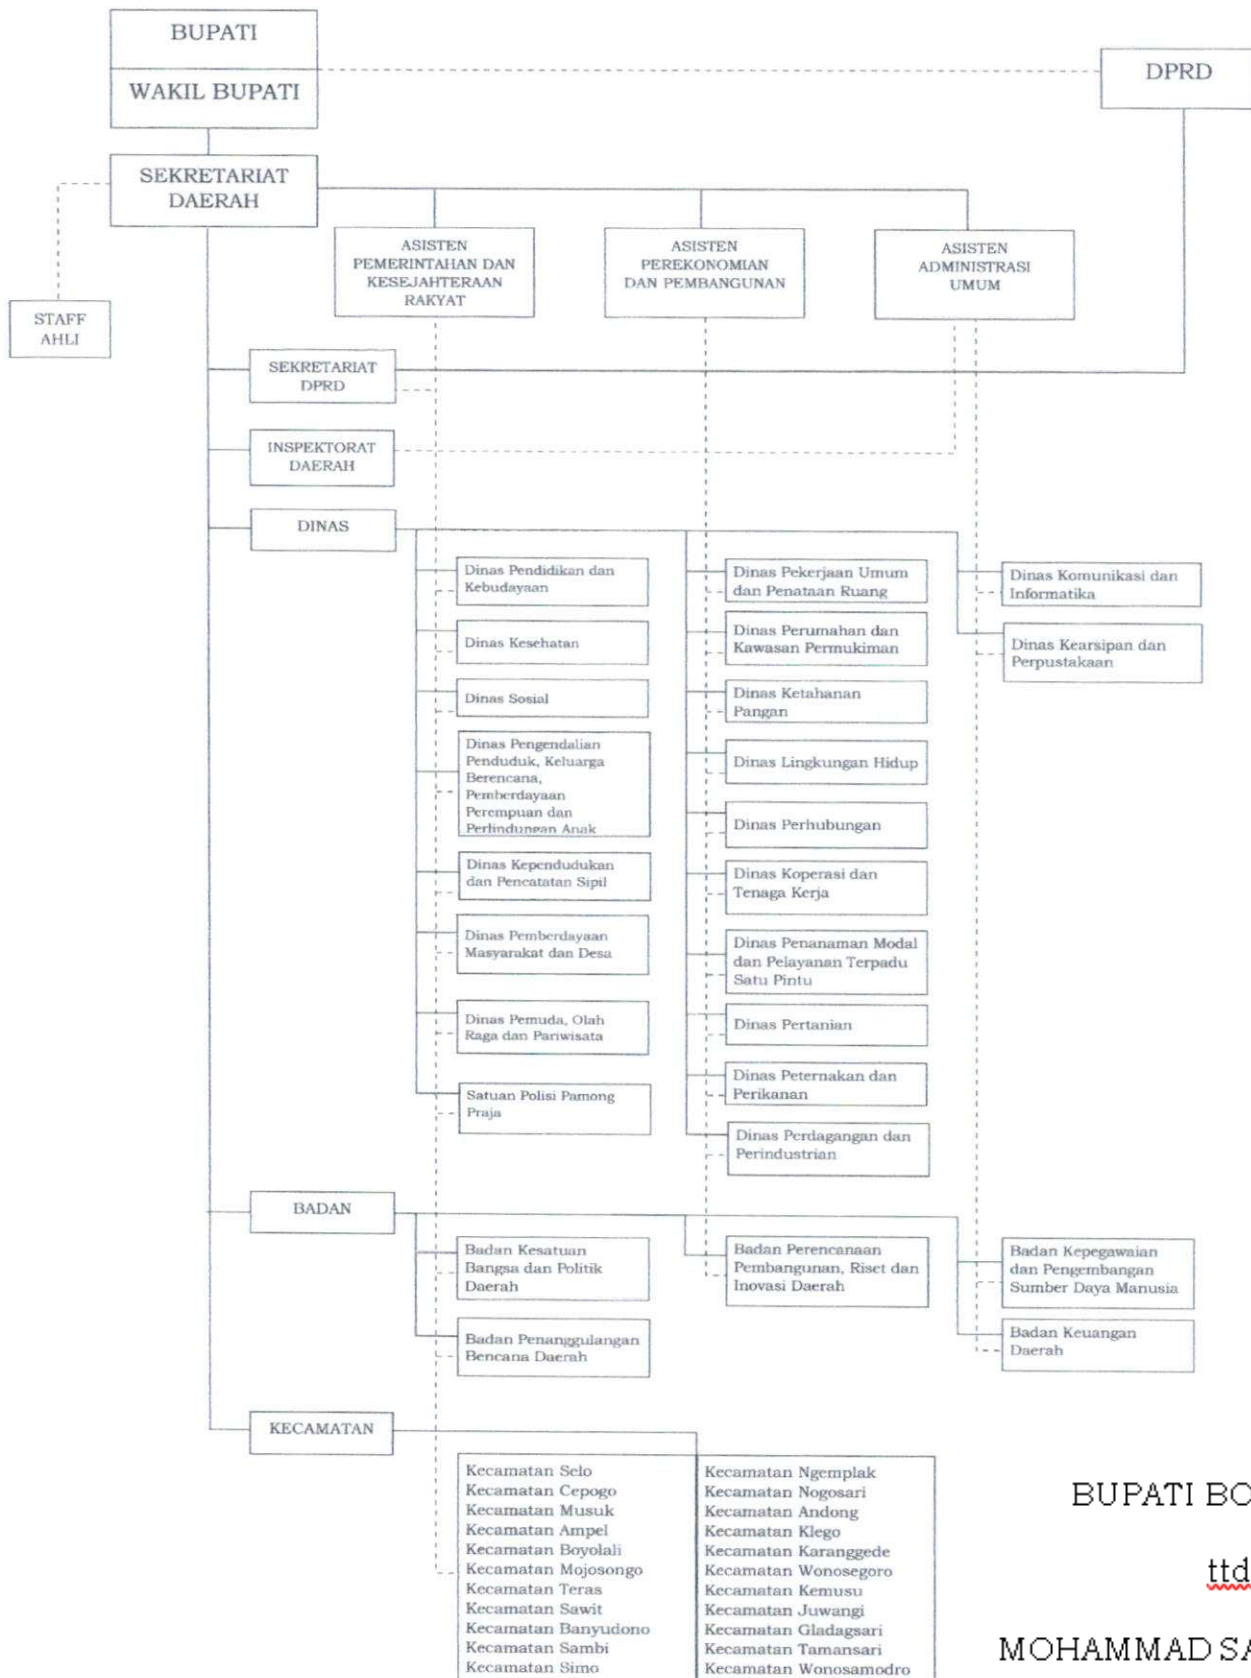 BUPATI
WAKIL BUPATI
DPRD
SEKRETARIAT
DAERAH
STAFF
AHLI
ASISTEN
PEMERINTAHAN DAN
KESEJAHTERAAN
RAKYAT
ASISTEN
PEREKONOMIAN
DAN PEMBANGUNAN
ASISTEN
ADMINISTRASI
UMUM
SEKRETARIAT
DPRD
INSPEKTORAT
DAERAH
DINAS
Dinas Pendidikan dan
Kebudayaan
Dinas Kesehatan
Dinas Sosial
Dinas Pengendalian
Penduduk, Keluarga
Berencana,
Pemberdayaan
Perempuan dan
Perlindungan Anak
Dinas Kependudukan
dan Pencatatan Sipil
Dinas Pemberdayaan
Masyarakat dan Desa
Dinas Pemuda, Olah
Raga dan Pariwisata
Satuan Polisi Pamong
Praja
Dinas Pekerjaan Umum
dan Penataan Ruang
Dinas Perumahan dan
Kawasan Permukiman
Dinas Ketahanan
Pangan
Dinas Lingkungan Hidup
Dinas Perhubungan
Dinas Koperasi dan
Tenaga Kerja
Dinas Penanaman Modal
dan Pelayanan Terpadu
Satu Pintu
Dinas Pertanian
Dinas Peternakan dan
Perikanan
Dinas Perdagangan dan
Perindustrian
Dinas Komunikasi dan
Informatika
Dinas Kearsipan dan
Perpustakaan
BADAN
Badan Kesatuan
Bangsa dan Politik
Daerah
Badan Penanggulangan
Bencana Daerah
Badan Perencanaan
Pembangunan, Riset dan
Inovasi Daerah
Badan Kepegawaian
dan Pengembangan
Sumber Daya Manusia
Badan Keuangan
Daerah
KECAMATAN
Kecamatan Selo
Kecamatan Cepogo
Kecamatan Musuk
Kecamatan Ampel
Kecamatan Boyolali
Kecamatan Mojosongo
Kecamatan Teras
Kecamatan Sawit
Kecamatan Banyudono
Kecamatan Sambi
Kecamatan Simo
Kecamatan Ngemplak
Kecamatan Nogosari
Kecamatan Andong
Kecamatan Klego
Kecamatan Karanggede
Kecamatan Wonosegoro
Kecamatan Kemusu
Kecamatan Juwangi
Kecamatan Gladagsari
Kecamatan Tamansari
Kecamatan Wonosamodro
BUPATI BO
ttd
MOHAMMAD SA